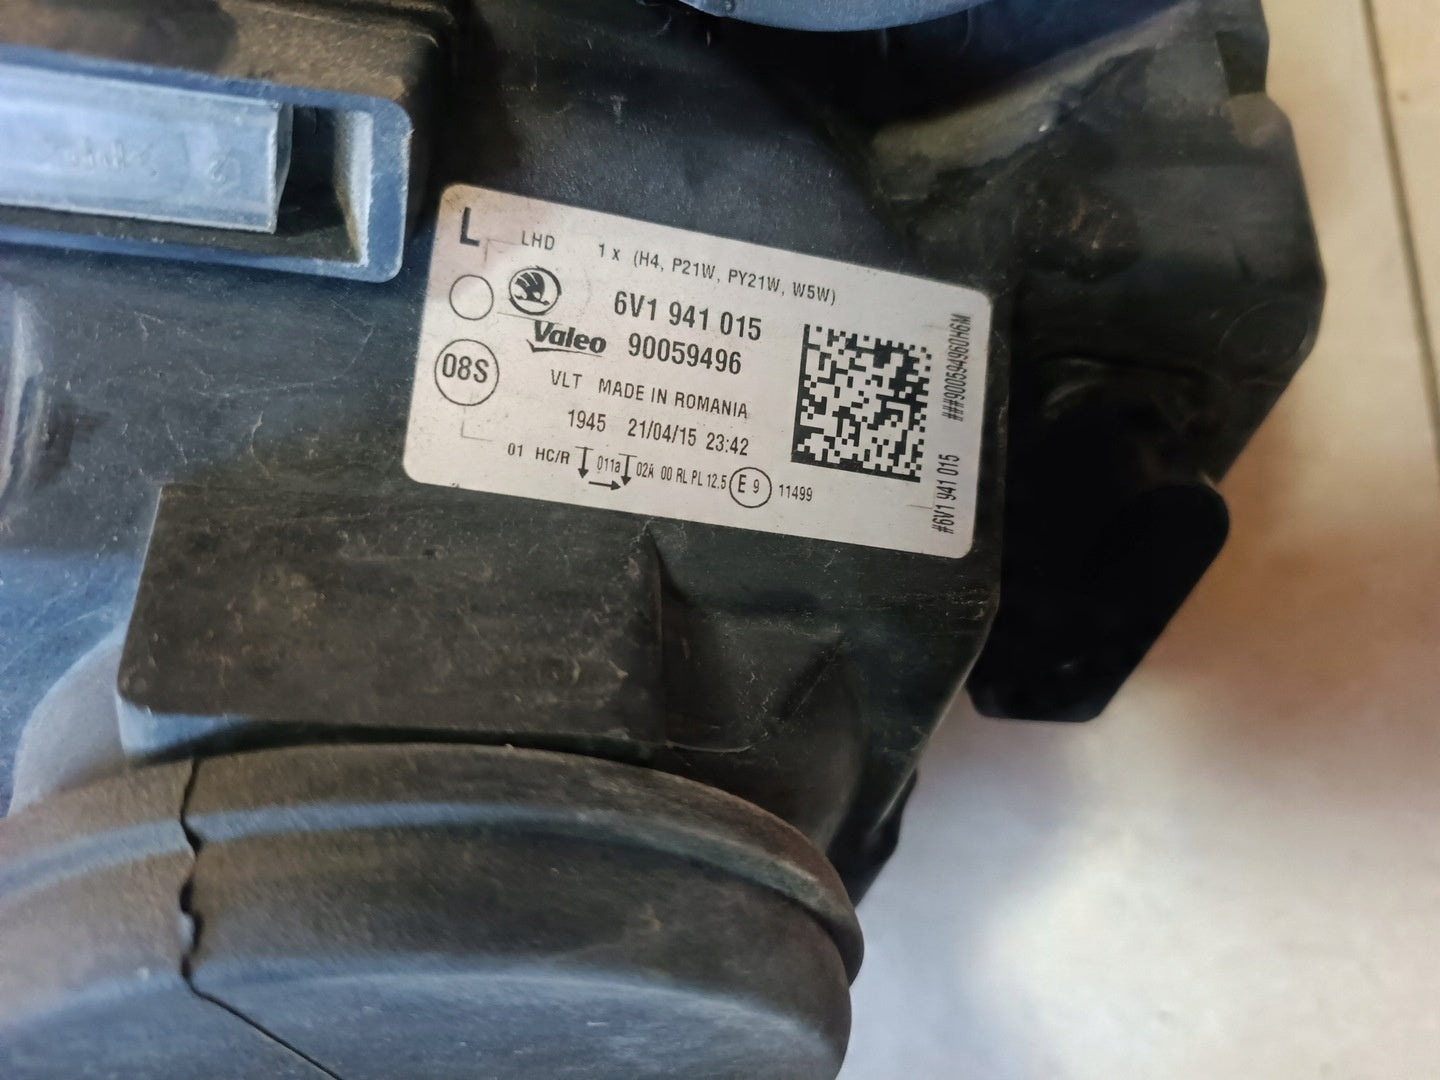 L LHD 1 x (H4, P21W, PY21W, W5W)
6V1 941 015
Valeo 90059496
08S
VLT MADE IN ROMANIA
1945 21/04/15 23:42
01 HC/R 011a 02A 00 RL PL 12.5 E 9 11499
#6V1 941 015 ###90059496OH6M